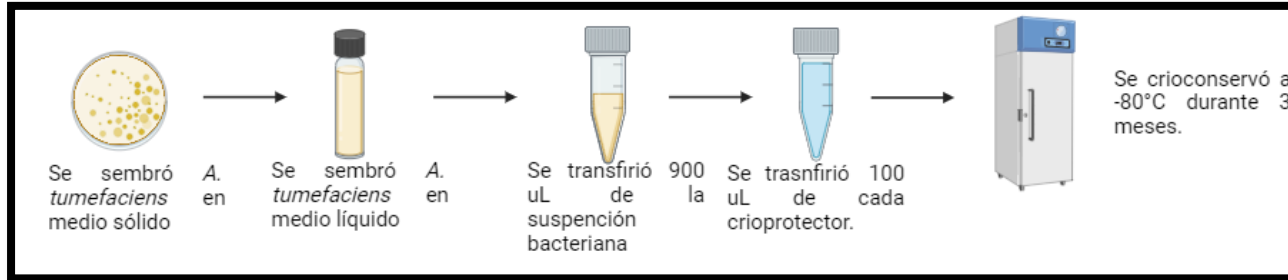 Se sembró A.
tumefaciens en
medio sólido
Se sembró A.
tumefaciens en
medio líquido
Se transfirió 900
uL de la
suspención
bacteriana
Se trasnfirió 100
uL de cada
crioprotector.
Se crioconservó a
-80°C durante 3
meses.